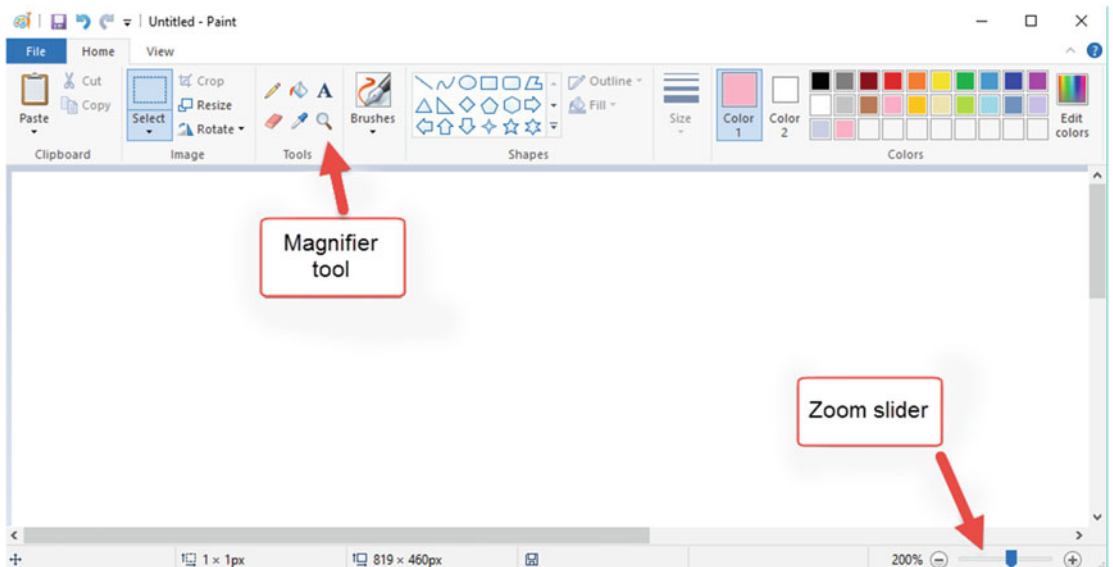 Untitled - Paint
File Home View
Cut Crop Outline
Copy Resize Fill
Paste Select Rotate Brushes Size Color 1 Color 2 Edit colors
Clipboard Image Tools Shapes Colors
A
Magnifier
tool
Zoom slider
1 × 1px 819 × 460px 200%